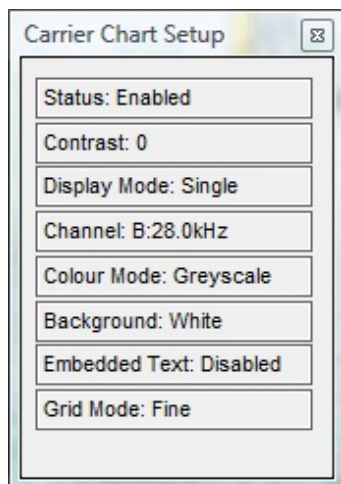 Carrier Chart Setup
Status: Enabled
Contrast: 0
Display Mode: Single
Channel: B:28.0kHz
Colour Mode: Greyscale
Background: White
Embedded Text: Disabled
Grid Mode: Fine